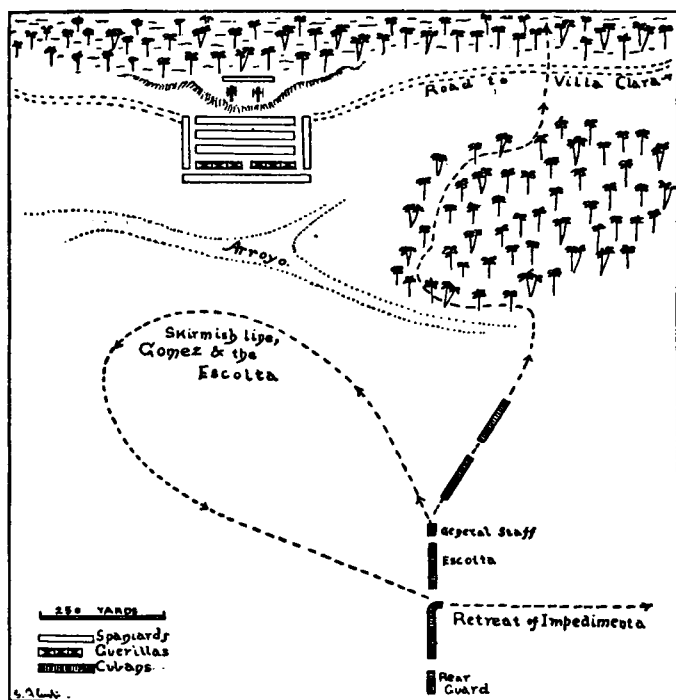 Road to Villa Clara
Arroyo
Skirmish line,
Gomez & the
Escolta
General Staff
Escolta
Retreat of Impedimenta
Rear
Guard
250 YARDS
Spaniards
Guerillas
Cubans